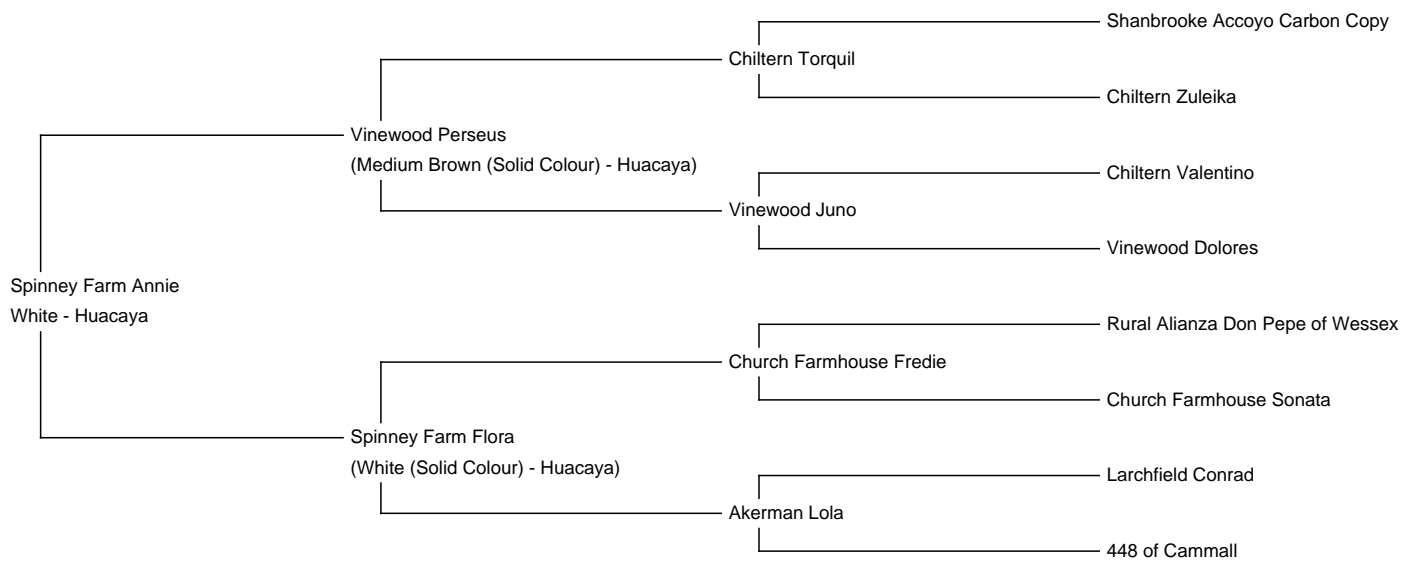 Shanbrooke Accoyo Carbon Copy
Chiltern Torquil
Chiltern Zuleika
Vinewood Perseus
(Medium Brown (Solid Colour) - Huacaya)
Chiltern Valentino
Vinewood Juno
Vinewood Dolores
Spinney Farm Annie
White - Huacaya
Rural Alianza Don Pepe of Wessex
Church Farmhouse Fredie
Church Farmhouse Sonata
Spinney Farm Flora
(White (Solid Colour) - Huacaya)
Larchfield Conrad
Akerman Lola
448 of Cammall